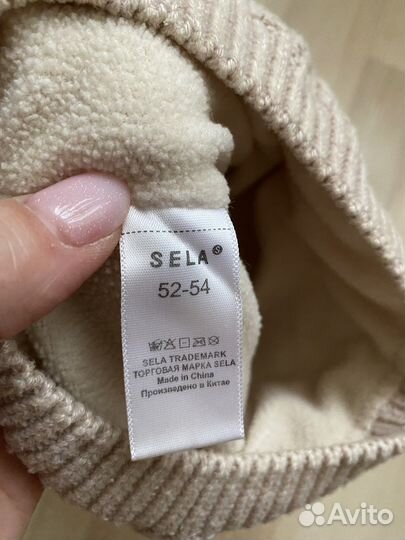 SELA®
52-54
SELA TRADEMARK
ТОРГОВАЯ МАРКА SELA
Made in China
Произведено в Китае
Avito